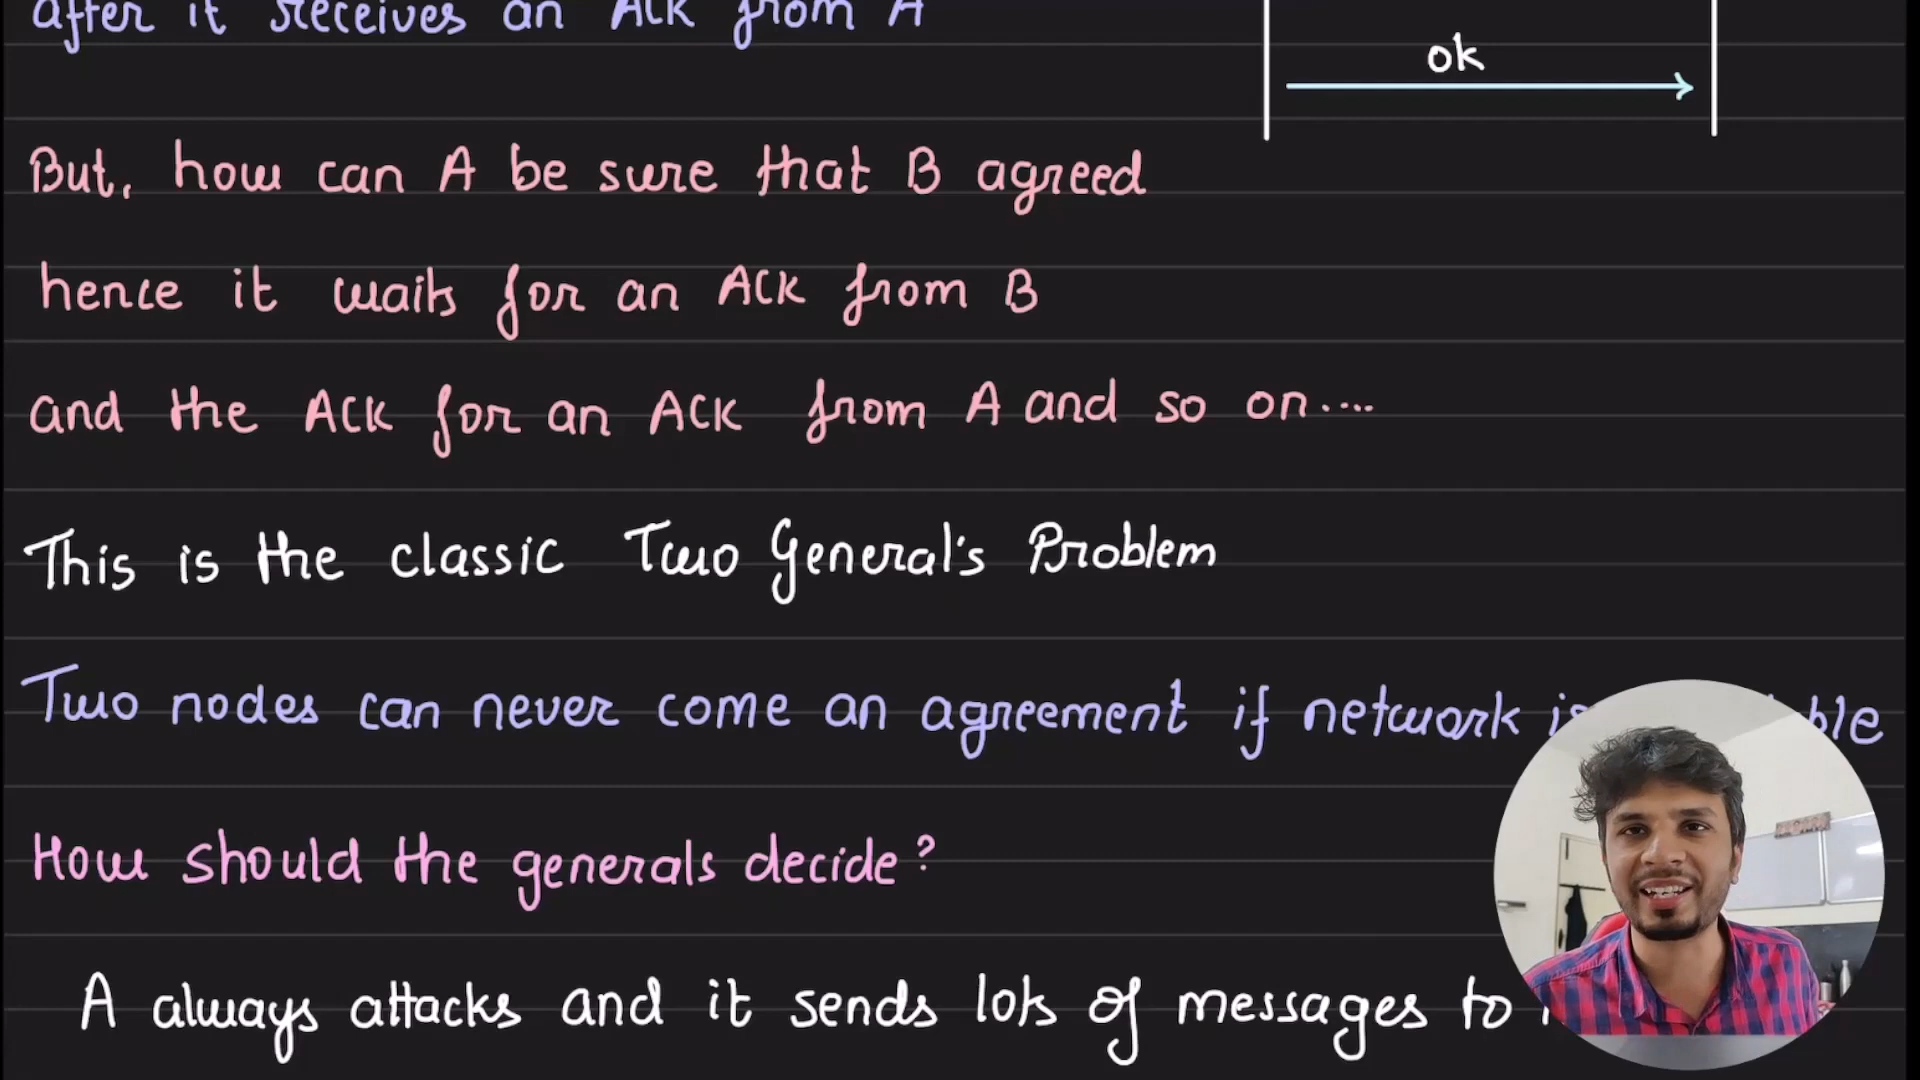 after it receives an ACK from A
ok
But, how can A be sure that B agreed
hence it waits for an ACK from B
and the ACK for an ACK from A and so on....
This is the classic Two General's Problem
Two nodes can never come an agreement if network is
How should the generals decide?
A always attacks and it sends lots of messages to